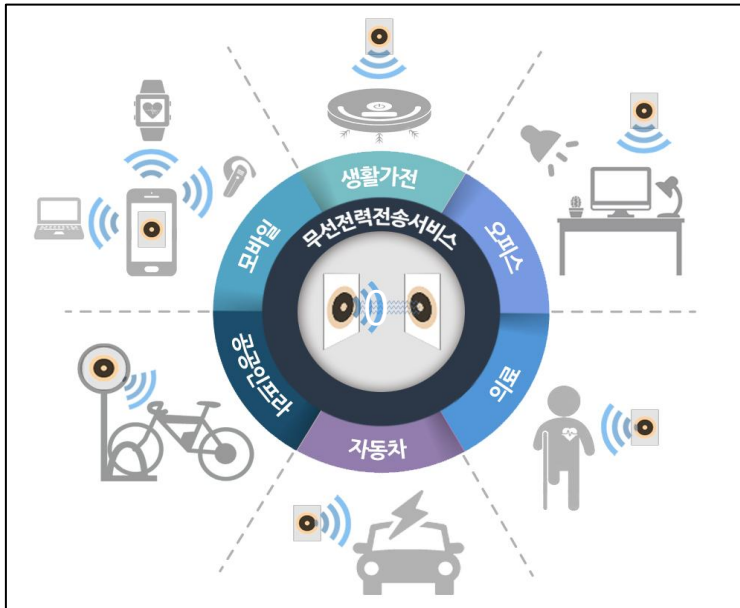 생활가전
무선전력전송서비스
모바일
오피스
공공인프라
의료
자동차